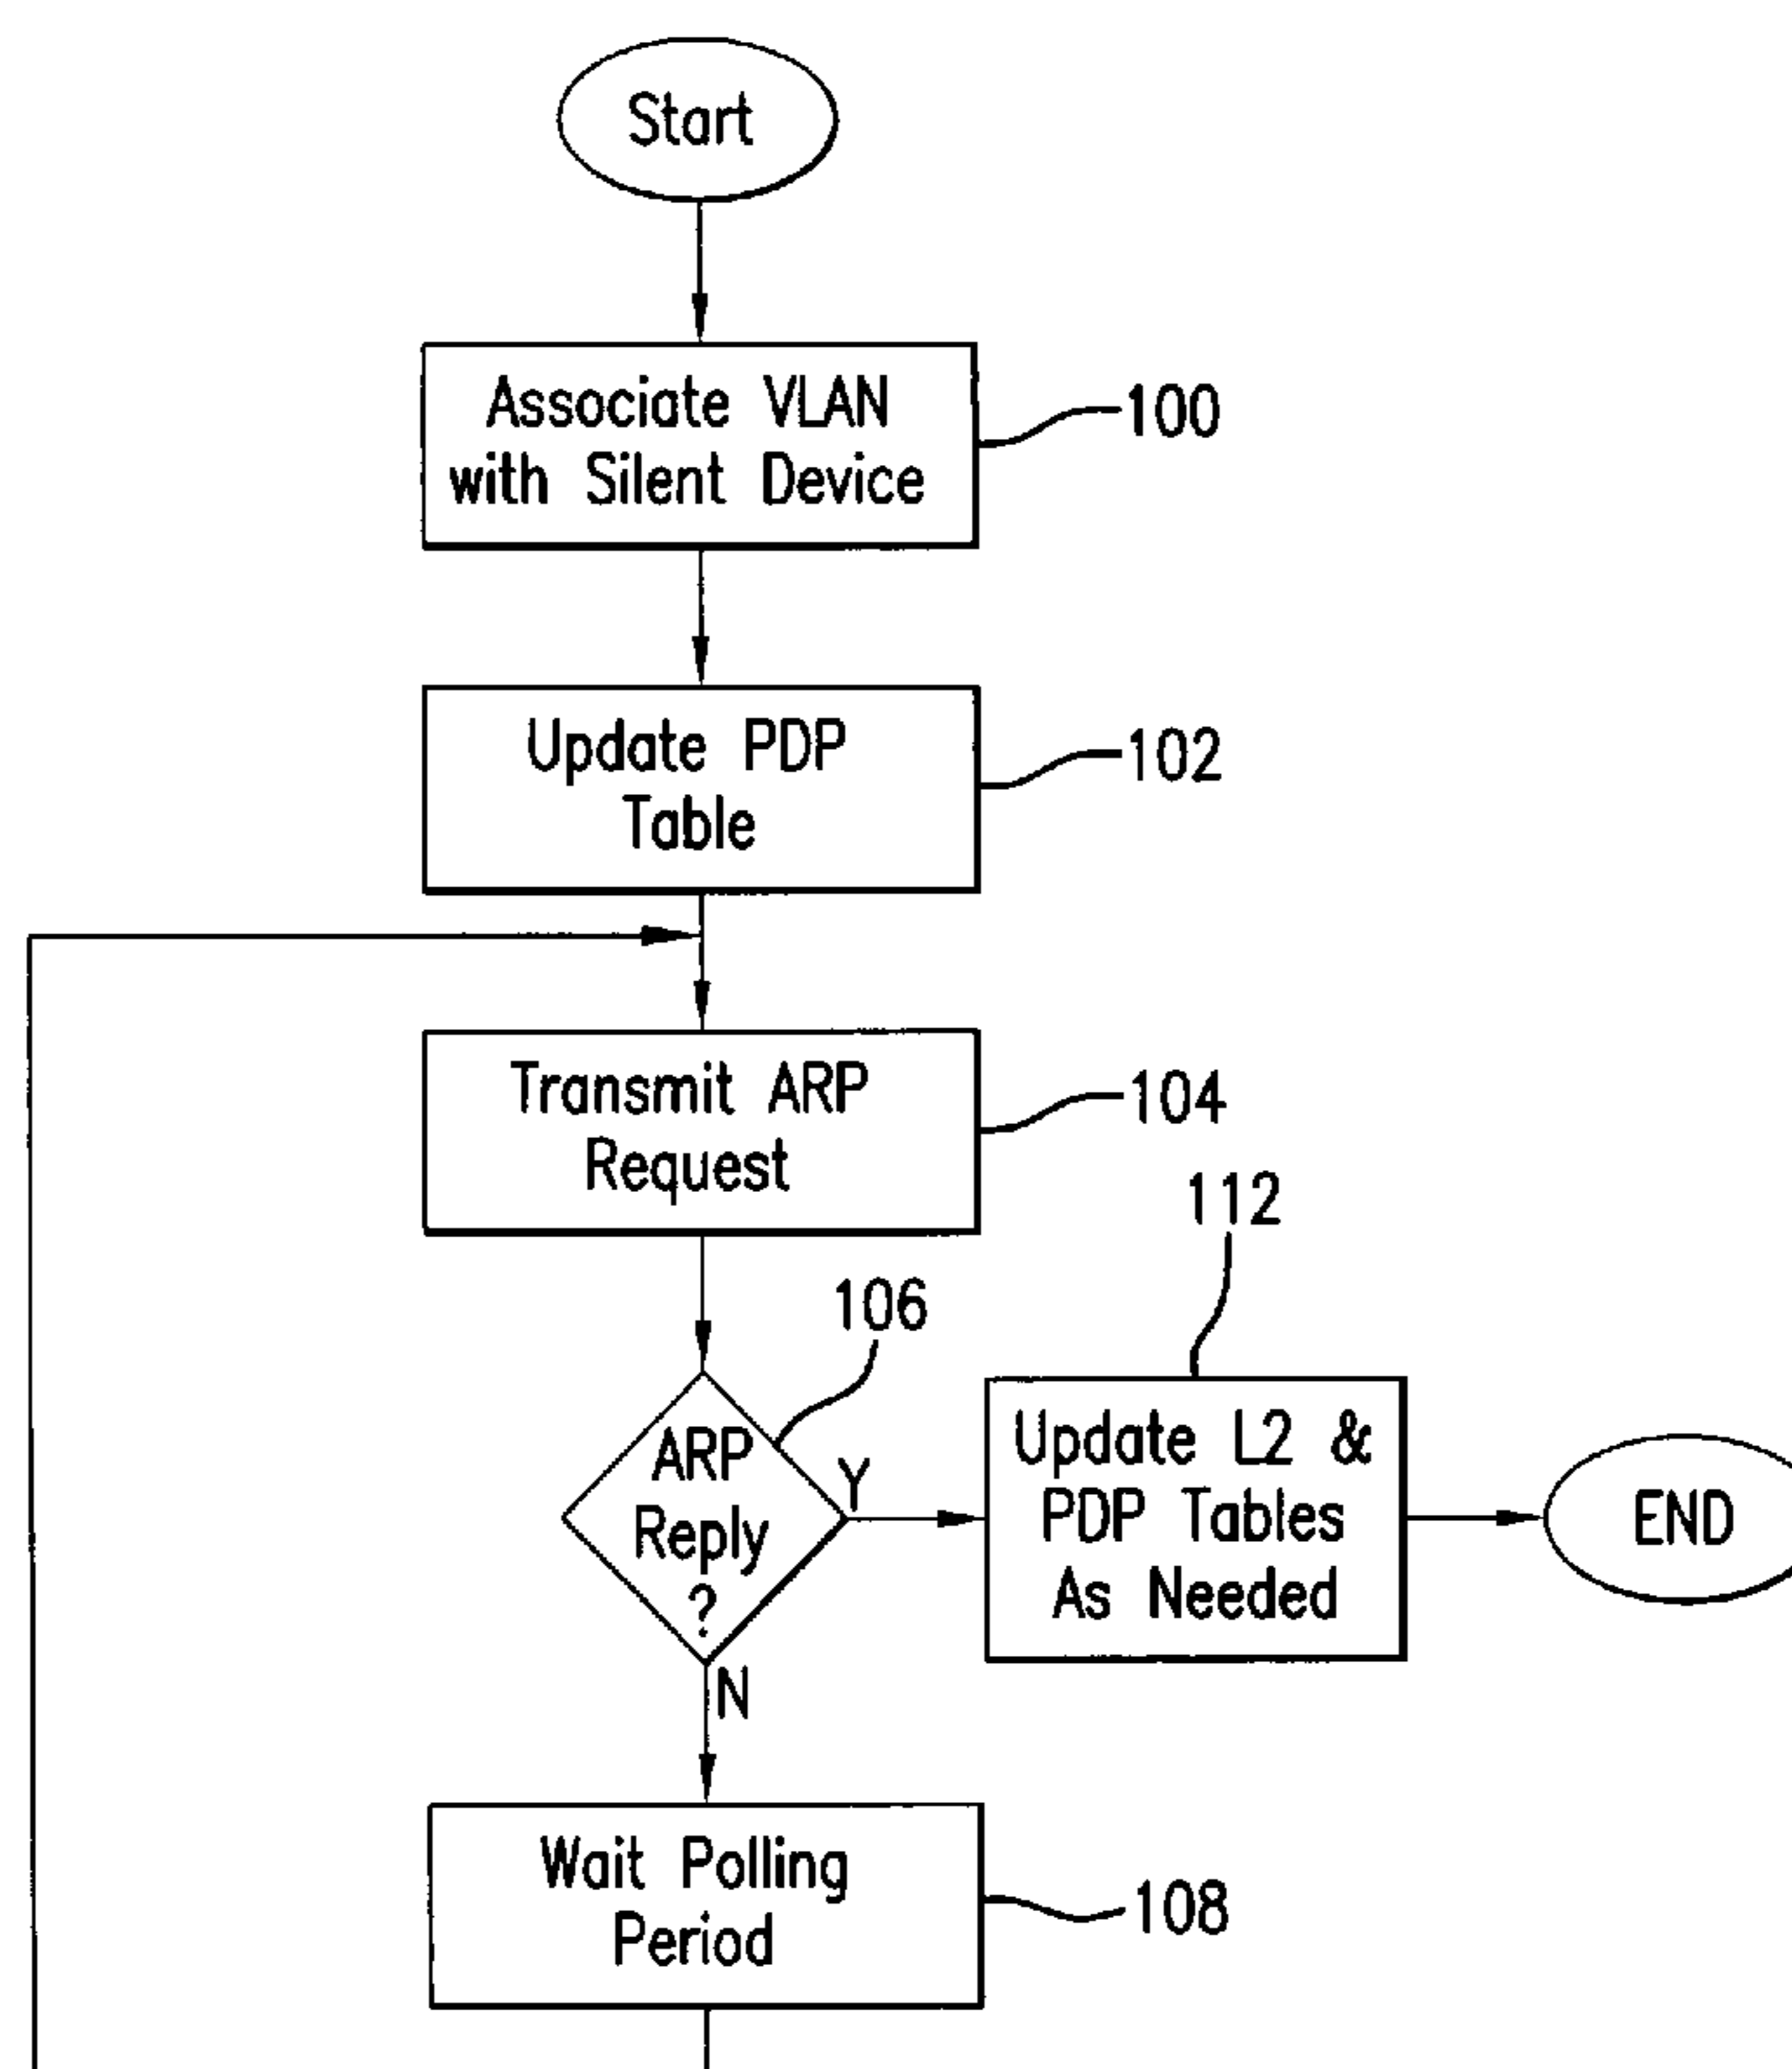 Start
Associate VLAN
with Silent Device
100
Update PDP
Table
102
Transmit ARP
Request
104
112
106
ARP
Reply
?
Y
Update L2 &
PDP Tables
As Needed
END
N
Wait Polling
Period
108